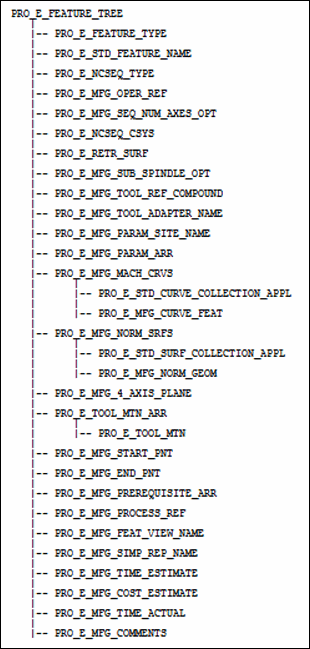 PRO_E_FEATURE_TREE
|-- PRO_E_FEATURE_TYPE
|-- PRO_E_STD_FEATURE_NAME
|-- PRO_E_NCSEQ_TYPE
|-- PRO_E_MFG_OPER_REF
|-- PRO_E_MFG_SEQ_NUM_AXES_OPT
|-- PRO_E_NCSEQ_CSYS
|-- PRO_E_RETR_SURF
|-- PRO_E_MFG_SUB_SPINDLE_OPT
|-- PRO_E_MFG_TOOL_REF_COMPOUND
|-- PRO_E_MFG_TOOL_ADAPTER_NAME
|-- PRO_E_MFG_PARAM_SITE_NAME
|-- PRO_E_MFG_PARAM_ARR
|-- PRO_E_MFG_MACH_CRVS
|-- PRO_E_STD_CURVE_COLLECTION_APPL
|-- PRO_E_MFG_CURVE_FEAT
|-- PRO_E_MFG_NORM_SRFS
|-- PRO_E_STD_SURF_COLLECTION_APPL
|-- PRO_E_MFG_NORM_GEOM
|-- PRO_E_MFG_4_AXIS_PLANE
|-- PRO_E_TOOL_MTN_ARR
|-- PRO_E_TOOL_MTN
|-- PRO_E_MFG_START_PNT
|-- PRO_E_MFG_END_PNT
|-- PRO_E_MFG_PREREQUISITE_ARR
|-- PRO_E_MFG_PROCESS_REF
|-- PRO_E_MFG_FEAT_VIEW_NAME
|-- PRO_E_MFG_SIMP_REP_NAME
|-- PRO_E_MFG_TIME_ESTIMATE
|-- PRO_E_MFG_COST_ESTIMATE
|-- PRO_E_MFG_TIME_ACTUAL
|-- PRO_E_MFG_COMMENTS